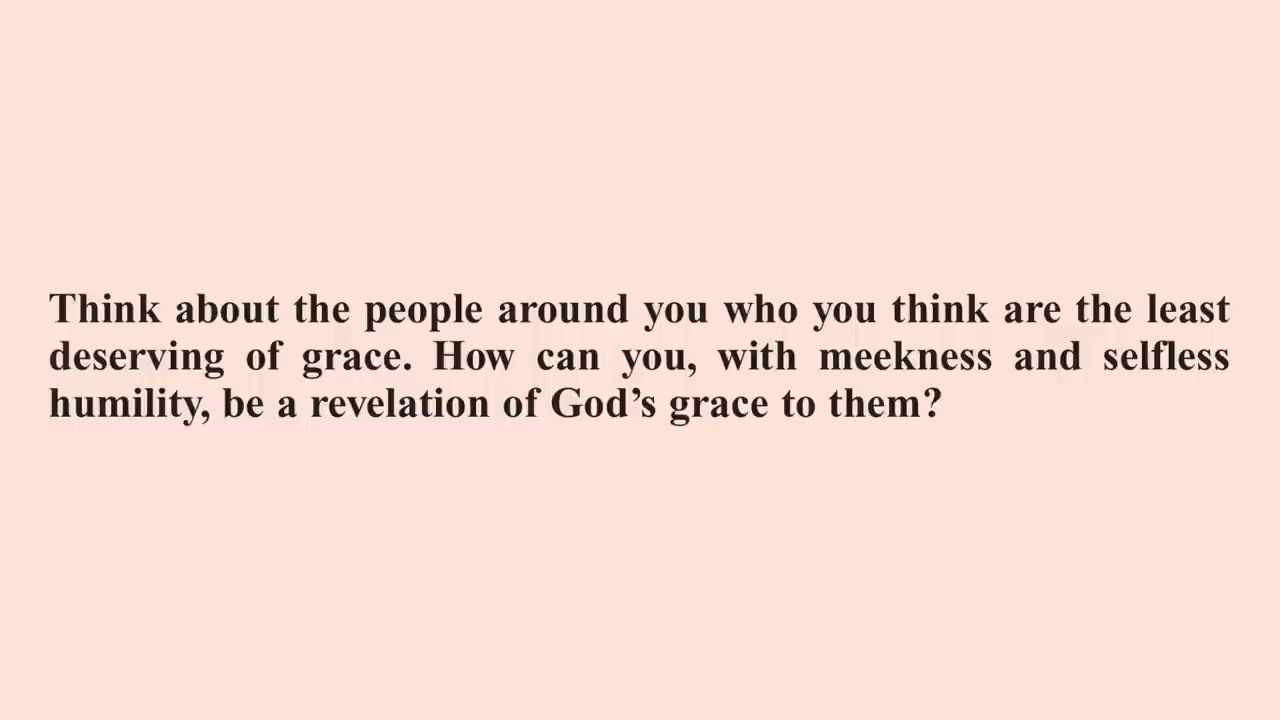 Think about the people around you who you think are the least
deserving of grace. How can you, with meekness and selfless
humility, be a revelation of God’s grace to them?